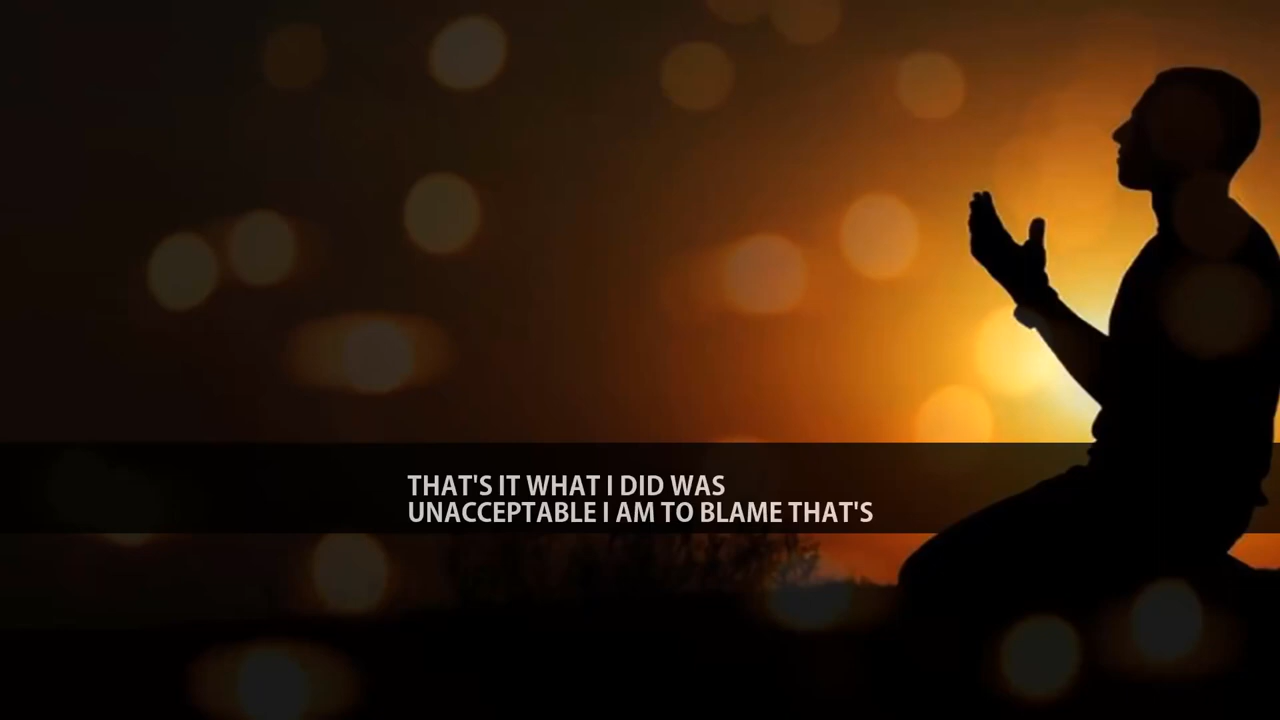 THAT'S IT WHAT I DID WAS
UNACCEPTABLE I AM TO BLAME THAT'S